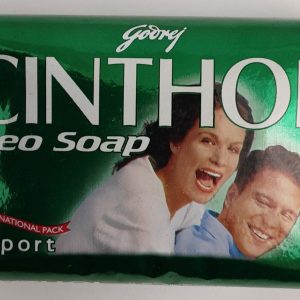 Godrej
CINTHOL
eo Soap
NATIONAL PACK
port